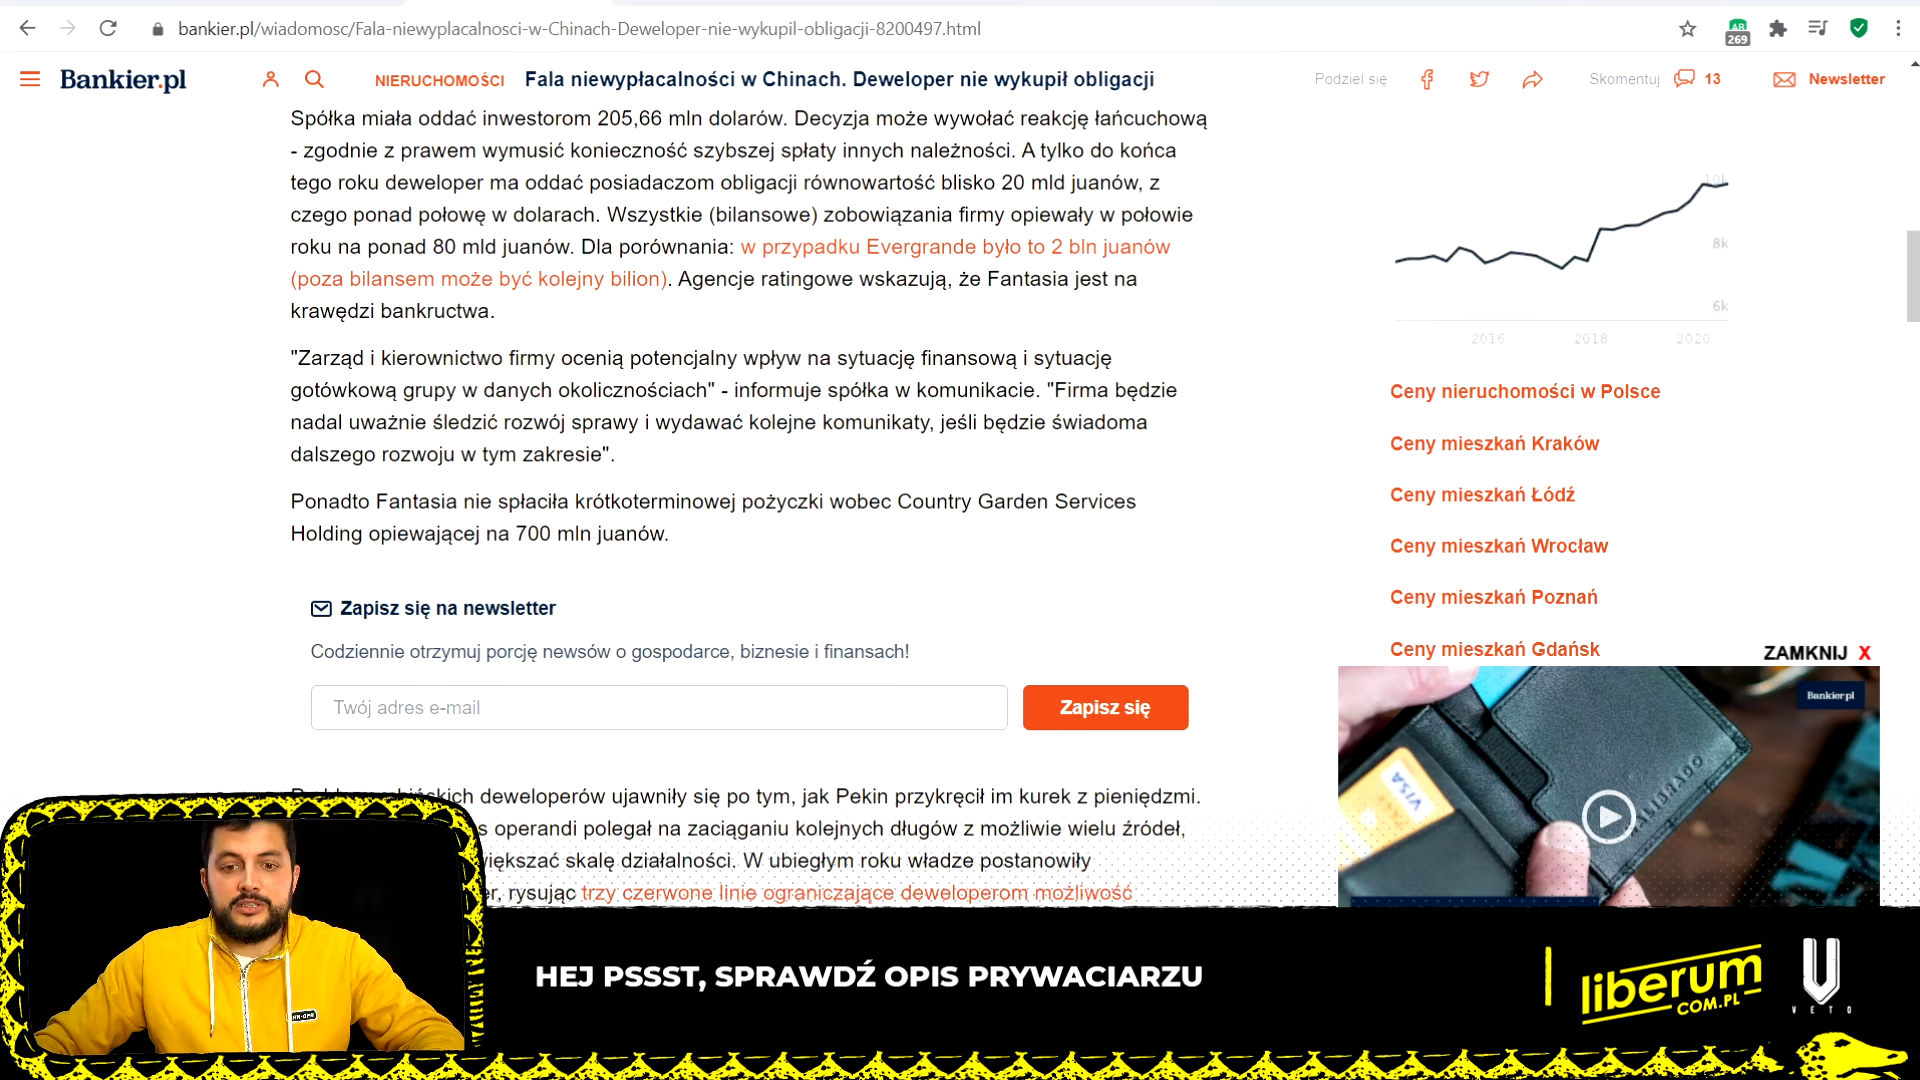 bankier.pl/wiadomosc/Fala-niewyplacalnosci-w-Chinach-Deweloper-nie-wykupil-obligacji-8200497.html
AB
269
Bankier.pl
NIERUCHOMOŚCI
Fala niewypłacalności w Chinach. Deweloper nie wykupił obligacji
Podziel się
Skomentuj
13
Newsletter
Spółka miała oddać inwestorom 205,66 mln dolarów. Decyzja może wywołać reakcję łańcuchową
- zgodnie z prawem wymusić konieczność szybszej spłaty innych należności. A tylko do końca
tego roku deweloper ma oddać posiadaczom obligacji równowartość blisko 20 mld juanów, z
czego ponad połowę w dolarach. Wszystkie (bilansowe) zobowiązania firmy opiewały w połowie
roku na ponad 80 mld juanów. Dla porównania: w przypadku Evergrande było to 2 bln juanów
(poza bilansem może być kolejny bilion). Agencje ratingowe wskazują, że Fantasia jest na
krawędzi bankructwa.
"Zarząd i kierownictwo firmy ocenią potencjalny wpływ na sytuację finansową i sytuację
gotówkową grupy w danych okolicznościach" - informuje spółka w komunikacie. "Firma będzie
nadal uważnie śledzić rozwój sprawy i wydawać kolejne komunikaty, jeśli będzie świadoma
dalszego rozwoju w tym zakresie".
Ponadto Fantasia nie spłaciła krótkoterminowej pożyczki wobec Country Garden Services
Holding opiewającej na 700 mln juanów.
Zapisz się na newsletter
Codziennie otrzymuj porcję newsów o gospodarce, biznesie i finansach!
Twój adres e-mail
Zapisz się
deweloperów ujawniły się po tym, jak Pekin przykręcił im kurek z pieniędzmi.
s operandi polegał na zaciąganiu kolejnych długów z możliwie wielu źródeł,
większać skalę działalności. W ubiegłym roku władze postanowiły
er, rysując trzy czerwone linie ograniczające deweloperom możliwość
10k
8k
6k
2016
2018
2020
Ceny nieruchomości w Polsce
Ceny mieszkań Kraków
Ceny mieszkań Łódź
Ceny mieszkań Wrocław
Ceny mieszkań Poznań
Ceny mieszkań Gdańsk
ZAMKNIJ X
Bankier.pl
VISA
HEJ PSSST, SPRAWDŹ OPIS PRYWACIARZU
liberum
COM.PL
VETO